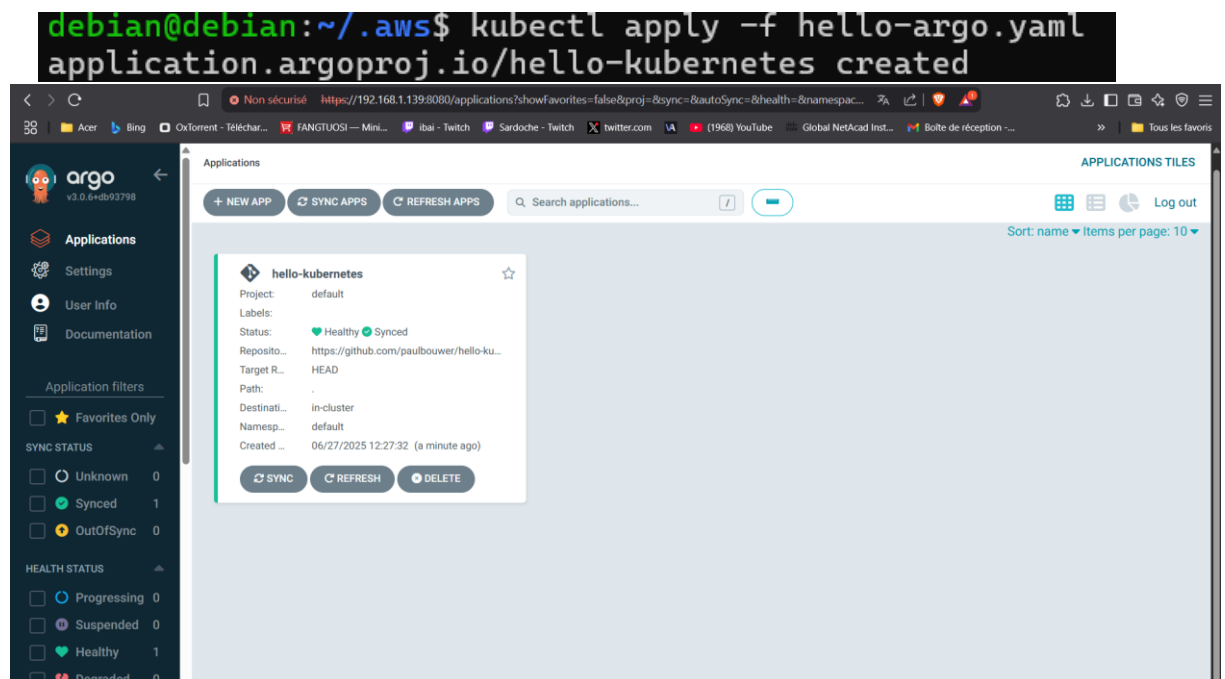 debian@debian:~/.aws$ kubectl apply -f hello-argo.yaml
application.argoproj.io/hello-kubernetes created
Non sécurisé https://192.168.1.139:8080/applications?showFavorites=false&proj=&sync=&autoSync=&health=&namespac...
Acer Bing OxTorrent - Téléchar... FANGTUOSI — Mini... ibai - Twitch Sardoche - Twitch twitter.com (1968) YouTube Global NetAcad Inst... Boîte de réception -... » Tous les favoris
argo
v3.0.6+db93798
Applications
Settings
User Info
Documentation
Application filters
Favorites Only
SYNC STATUS
Unknown 0
Synced 1
OutOfSync 0
HEALTH STATUS
Progressing 0
Suspended 0
Healthy 1
Degraded 0
Applications
APPLICATIONS TILES
+ NEW APP SYNC APPS REFRESH APPS Search applications... / Log out
Sort: name Items per page: 10
hello-kubernetes
Project: default
Labels:
Status: Healthy Synced
Reposito... https://github.com/paulbouwer/hello-ku...
Target R... HEAD
Path: .
Destinati... in-cluster
Namesp... default
Created ... 06/27/2025 12:27:32 (a minute ago)
SYNC REFRESH DELETE